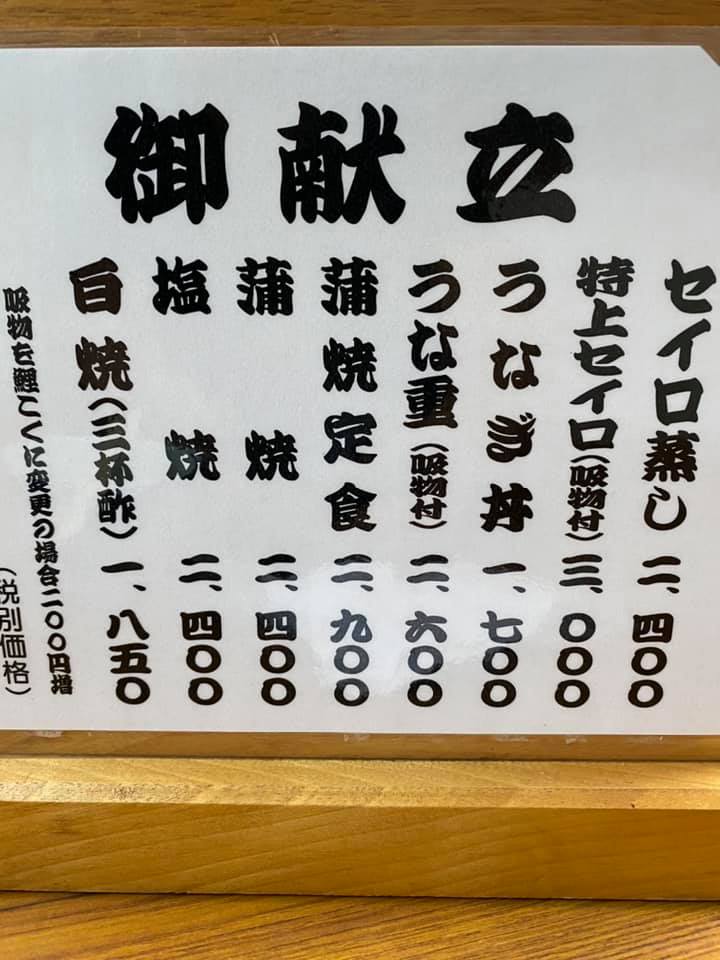 御献立
セイロ蒸し 二、四〇〇
特上セイロ(吸物付) 三、〇〇〇
うなぎ丼 一、七〇〇
うな重(吸物付) 二、六〇〇
蒲焼定食 二、九〇〇
蒲焼 二、四〇〇
塩焼 二、四〇〇
白焼(三杯酢) 一、八五〇
吸物を鯉こくに変更の場合二〇〇円増
(税別価格)